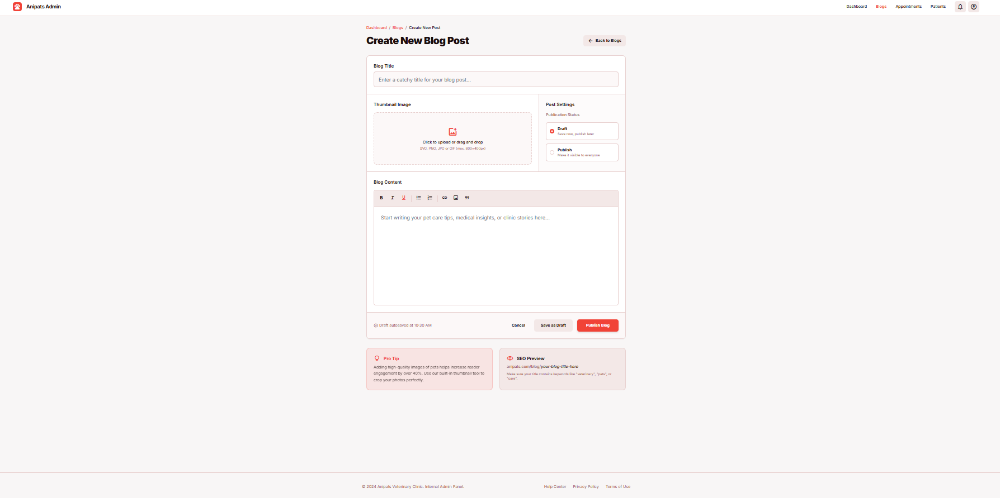 Anipats Admin
Dashboard
Blogs
Appointments
Patients
Dashboard / Blogs / Create New Post
Create New Blog Post
Back to Blogs
Blog Title
Enter a catchy title for your blog post...
Thumbnail Image
Click to upload or drag and drop
SVG, PNG, JPG or GIF (max. 800×400px)
Post Settings
Publication Status
Draft
Save now, publish later
Publish
Make it visible to everyone
Blog Content
B I U
Start writing your pet care tips, medical insights, or clinic stories here...
Draft autosaved at 10:30 AM
Cancel
Save as Draft
Publish Blog
Pro Tip
Adding high-quality images of pets helps increase reader
engagement by over 40%. Use our built-in thumbnail tool to
crop your photos perfectly.
SEO Preview
anipats.com/blog/your-blog-title-here
Make sure your title contains keywords like "veterinary", "pets", or
"care".
© 2024 Anipats Veterinary Clinic. Internal Admin Panel.
Help Center
Privacy Policy
Terms of Use